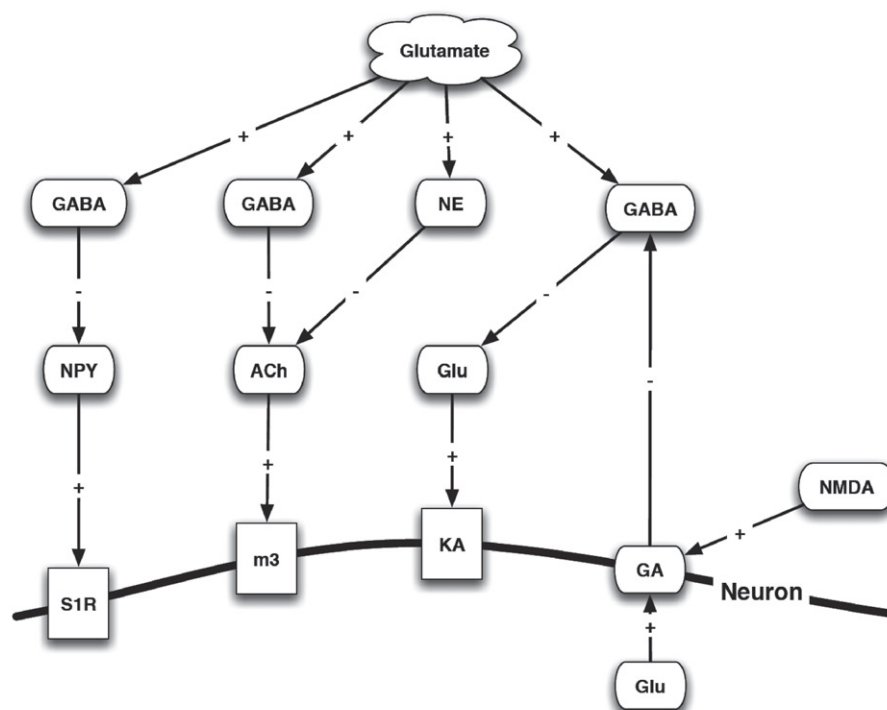 Glutamate
+
+
+
+
GABA
GABA
NE
GABA
-
-
-
-
-
NPY
ACh
Glu
+
+
+
NMDA
+
S1R
m3
KA
GA
Neuron
+
Glu